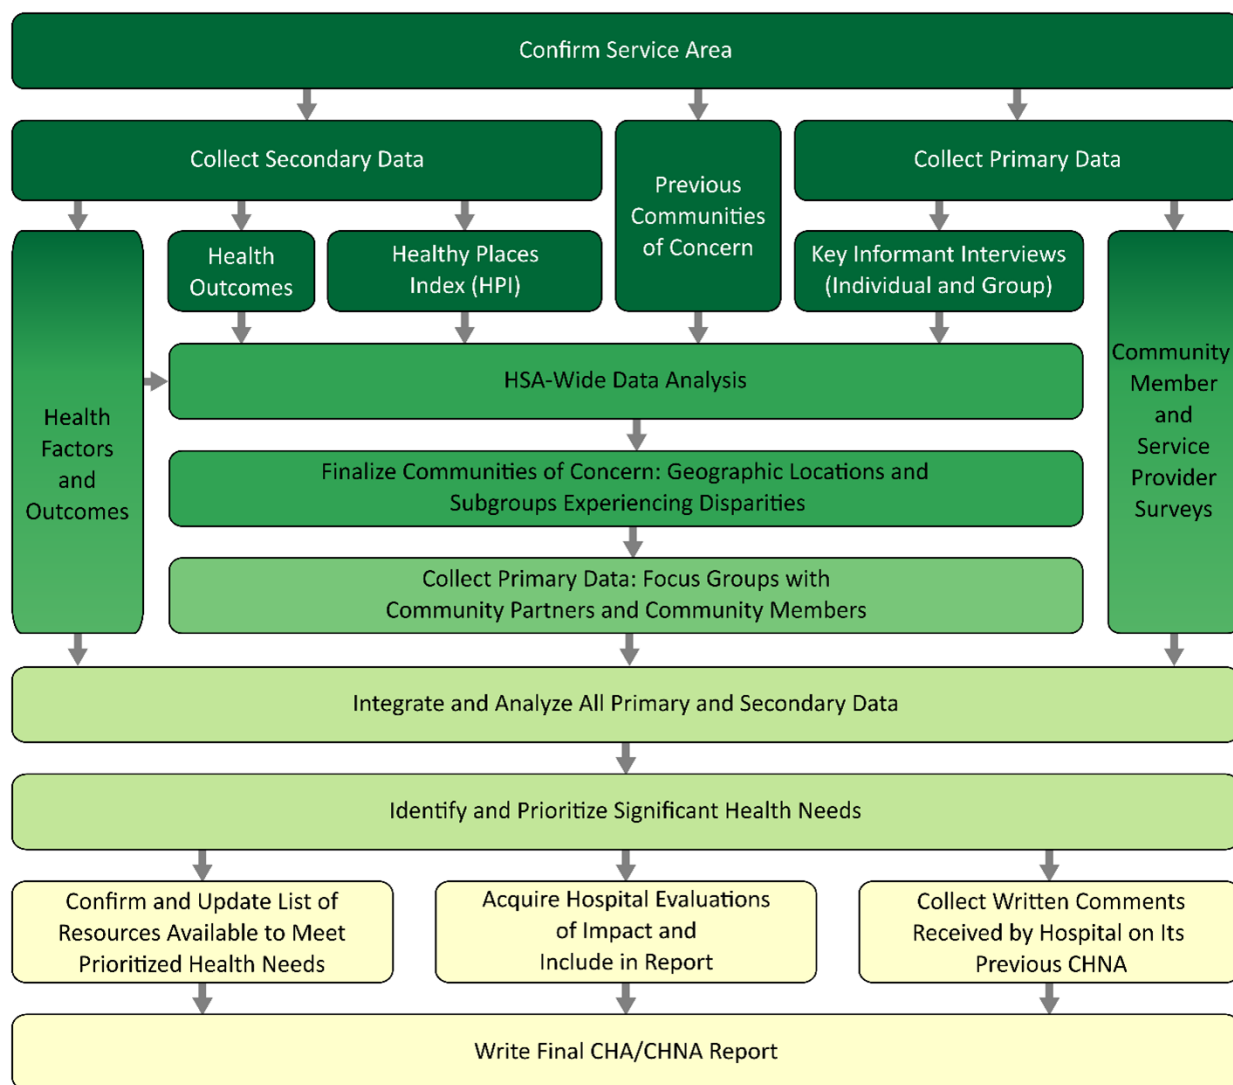 Confirm Service Area
Collect Secondary Data
Previous
Communities
of Concern
Collect Primary Data
Health
Outcomes
Healthy Places
Index (HPI)
Key Informant Interviews
(Individual and Group)
Health
Factors
and
Outcomes
HSA-Wide Data Analysis
Community
Member
and
Service
Provider
Surveys
Finalize Communities of Concern: Geographic Locations and
Subgroups Experiencing Disparities
Collect Primary Data: Focus Groups with
Community Partners and Community Members
Integrate and Analyze All Primary and Secondary Data
Identify and Prioritize Significant Health Needs
Confirm and Update List of
Resources Available to Meet
Prioritized Health Needs
Acquire Hospital Evaluations
of Impact and
Include in Report
Collect Written Comments
Received by Hospital on Its
Previous CHNA
Write Final CHA/CHNA Report